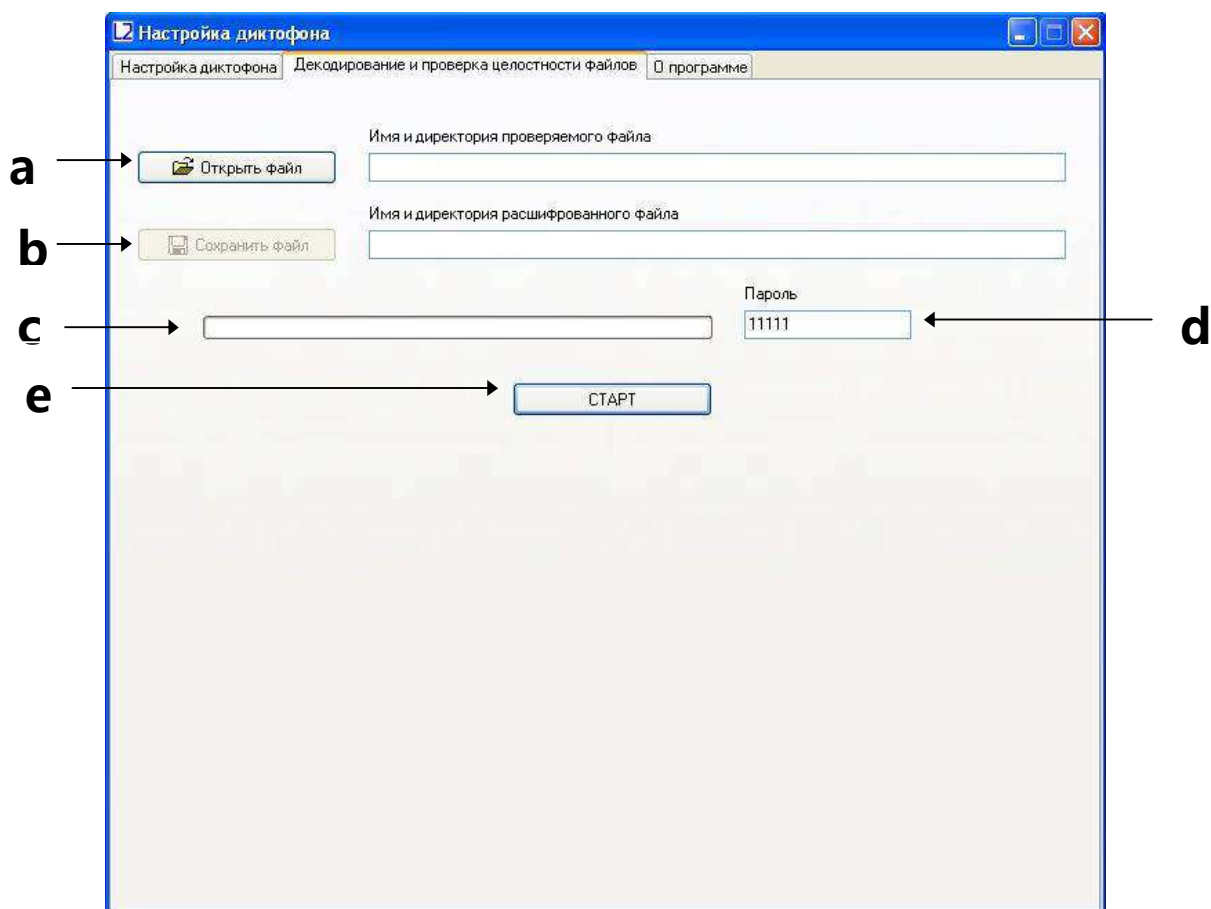 Настройка диктофона
Настройка диктофона Декодирование и проверка целостности файлов О программе
Имя и директория проверяемого файла
a Открыть файл
Имя и директория расшифрованного файла
b Сохранить файл
Пароль
c 11111 d
e СТАРТ